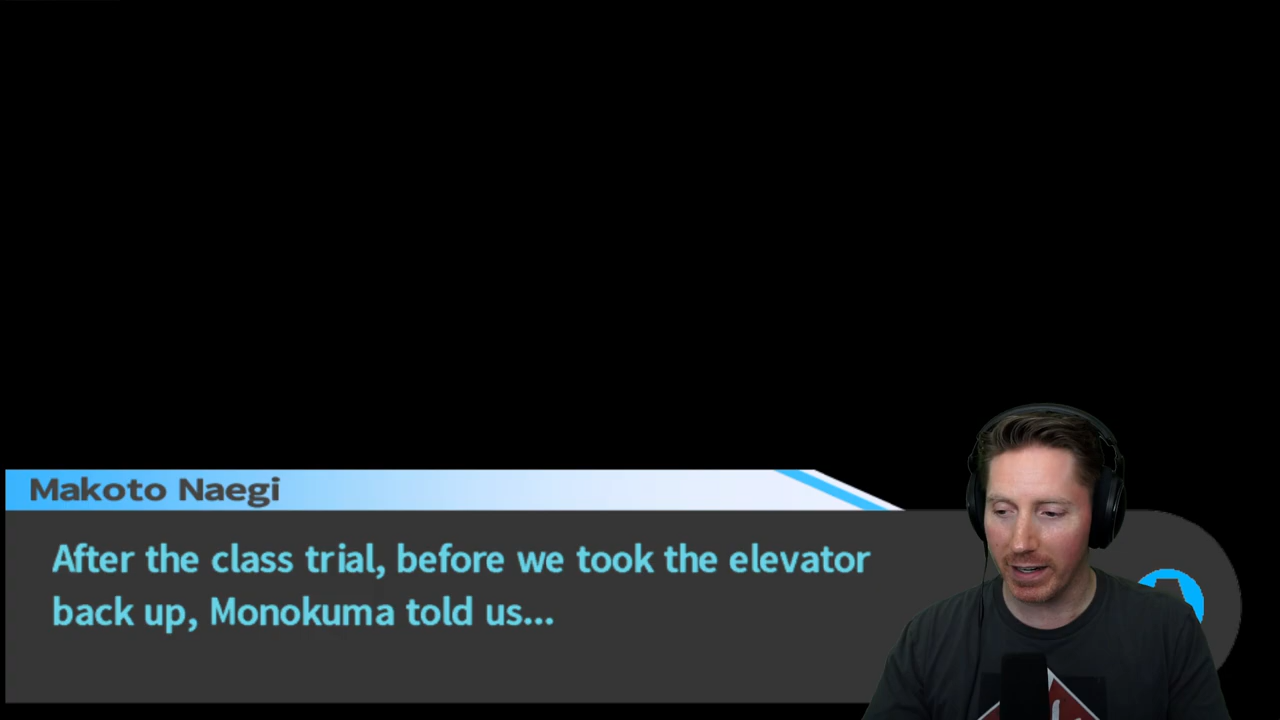 Makoto Naegi
After the class trial, before we took the elevator
back up, Monokuma told us...